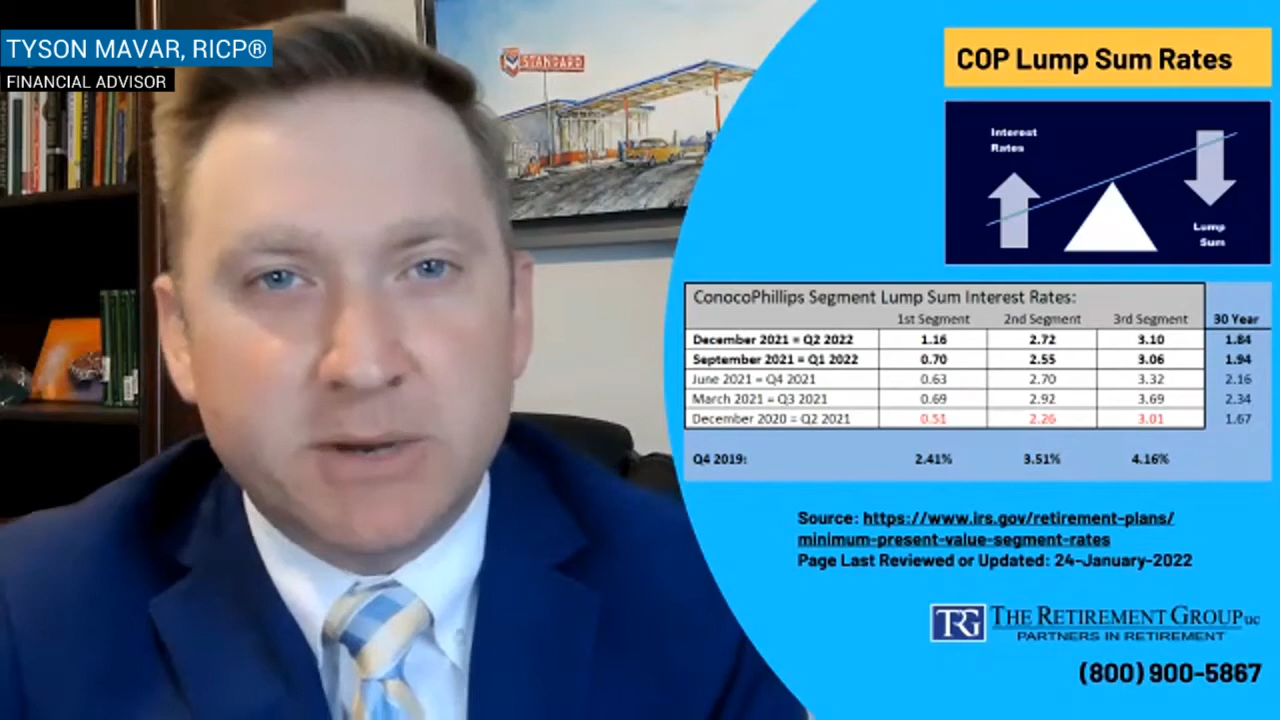 TYSON MAVAR, RICP®
FINANCIAL ADVISOR
STANDARD
COP Lump Sum Rates
Interest
Rates
Lump
Sum
ConocoPhillips Segment Lump Sum Interest Rates:
1st Segment 2nd Segment 3rd Segment 30 Year
December 2021 = Q2 2022 1.16 2.72 3.10 1.84
September 2021 = Q1 2022 0.70 2.55 3.06 1.94
June 2021 = Q4 2021 0.63 2.70 3.32 2.16
March 2021 = Q3 2021 0.69 2.92 3.69 2.34
December 2020 = Q2 2021 0.51 2.26 3.01 1.67
Q4 2019: 2.41% 3.51% 4.16%
Source: https://www.irs.gov/retirement-plans/
minimum-present-value-segment-rates
Page Last Reviewed or Updated: 24-January-2022
TRG THE RETIREMENT GROUP LLC
PARTNERS IN RETIREMENT
(800) 900-5867